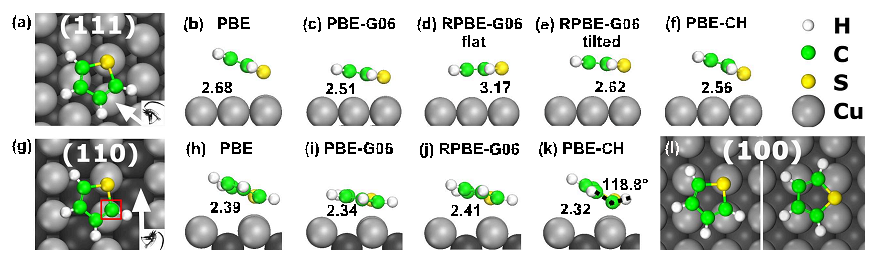 (a) (111)
(b) PBE
2.68
(c) PBE-G06
2.51
(d) RPBE-G06
flat
3.17
(e) RPBE-G06
tilted
2.62
(f) PBE-CH
2.56
H
C
S
Cu
(g) (110)
(h) PBE
2.39
(i) PBE-G06
2.34
(j) RPBE-G06
2.41
(k) PBE-CH
118.8°
2.32
(l) (100)